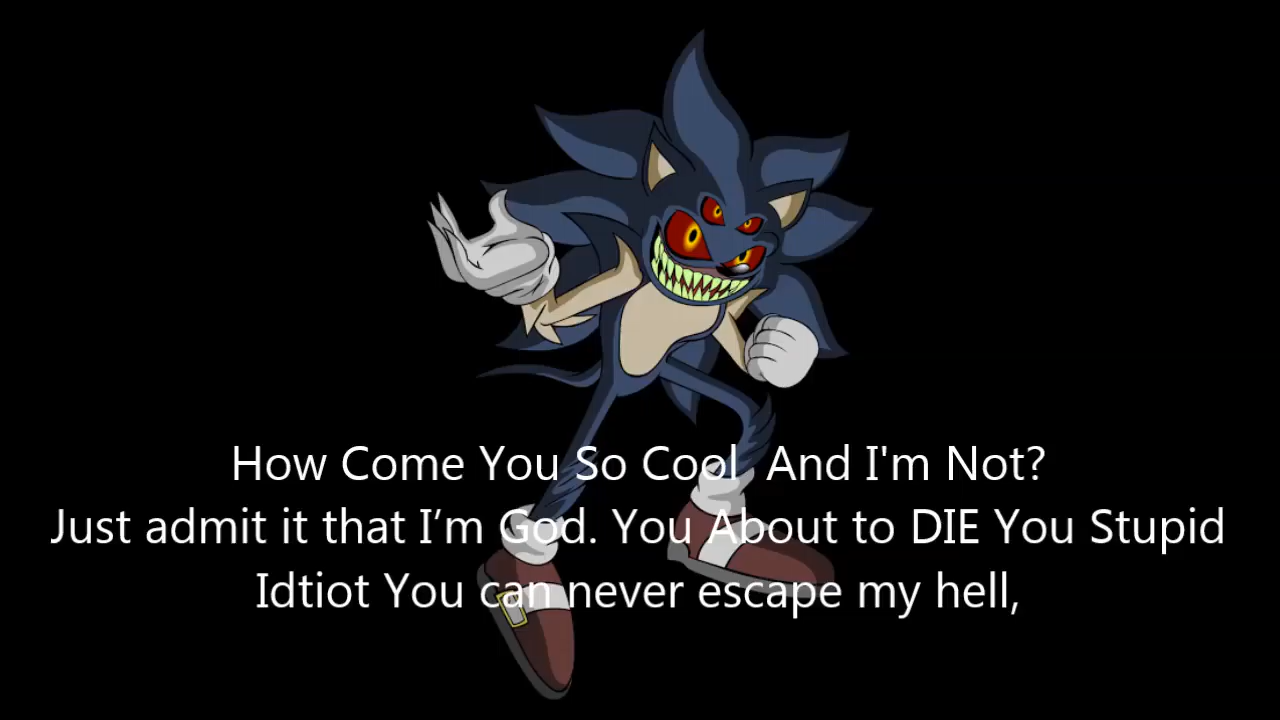 How Come You So Cool  And I'm Not?
Just admit it that I’m God. You About to DIE You Stupid
Idtiot You can never escape my hell,